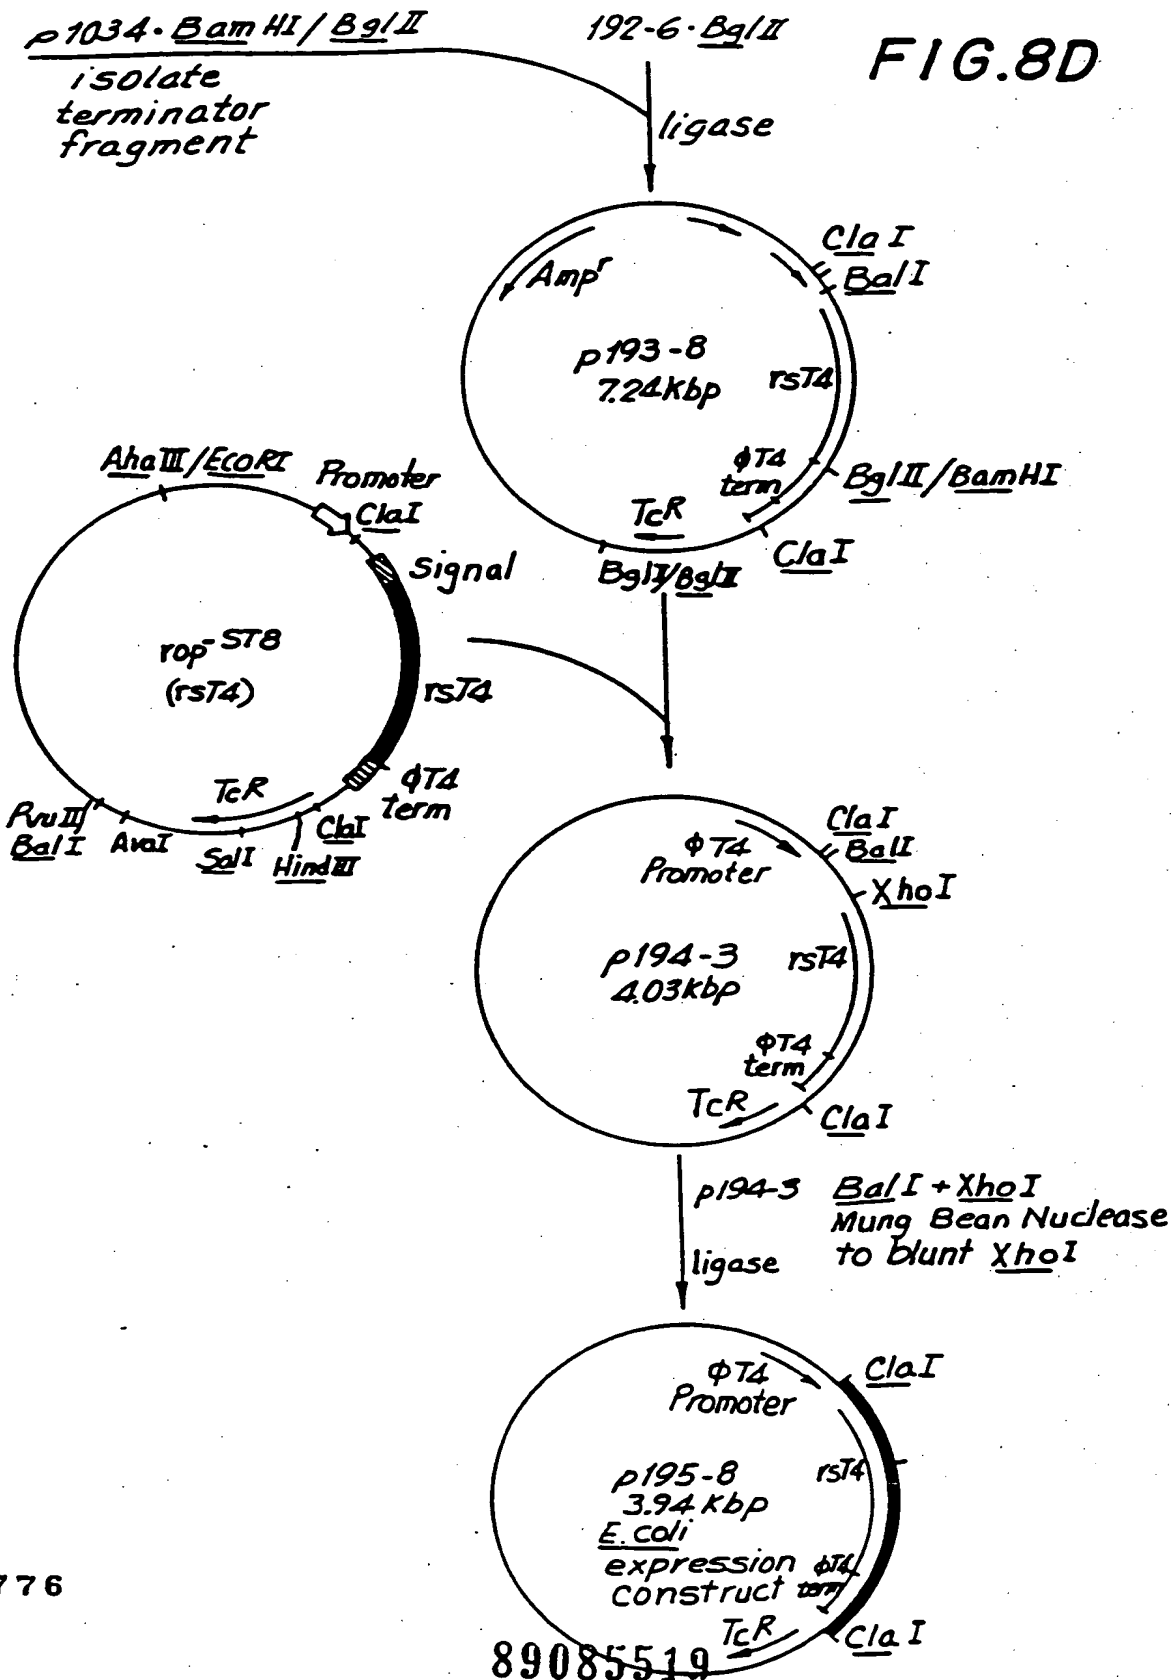 p1034·Bam HI/BglII
isolate
terminator
fragment
192-6·BglII
FIG.8D
ligase
ClaI
BalI
Ampr
p193-8
7.24Kbp
rsT4
φT4
term
BglII/BamHI
TcR
ClaI
BglI/BglII
AhaIII/EcoRI
Promoter
ClaI
Signal
rop-ST8
(rsT4)
rsT4
φT4
term
TcR
ClaI
HindIII
SalI
AvaI
PvuII/
BalI
φT4
Promoter
ClaI
BalI
XhoI
p194-3
4.03Kbp
rsT4
φT4
term
TcR
ClaI
p194-3 BalI + XhoI
Mung Bean Nuclease
to blunt XhoI
ligase
φT4
Promoter
ClaI
p195-8
3.94 Kbp
E.coli
expression
construct
rsT4
φT4
term
TcR
ClaI
776
89085519